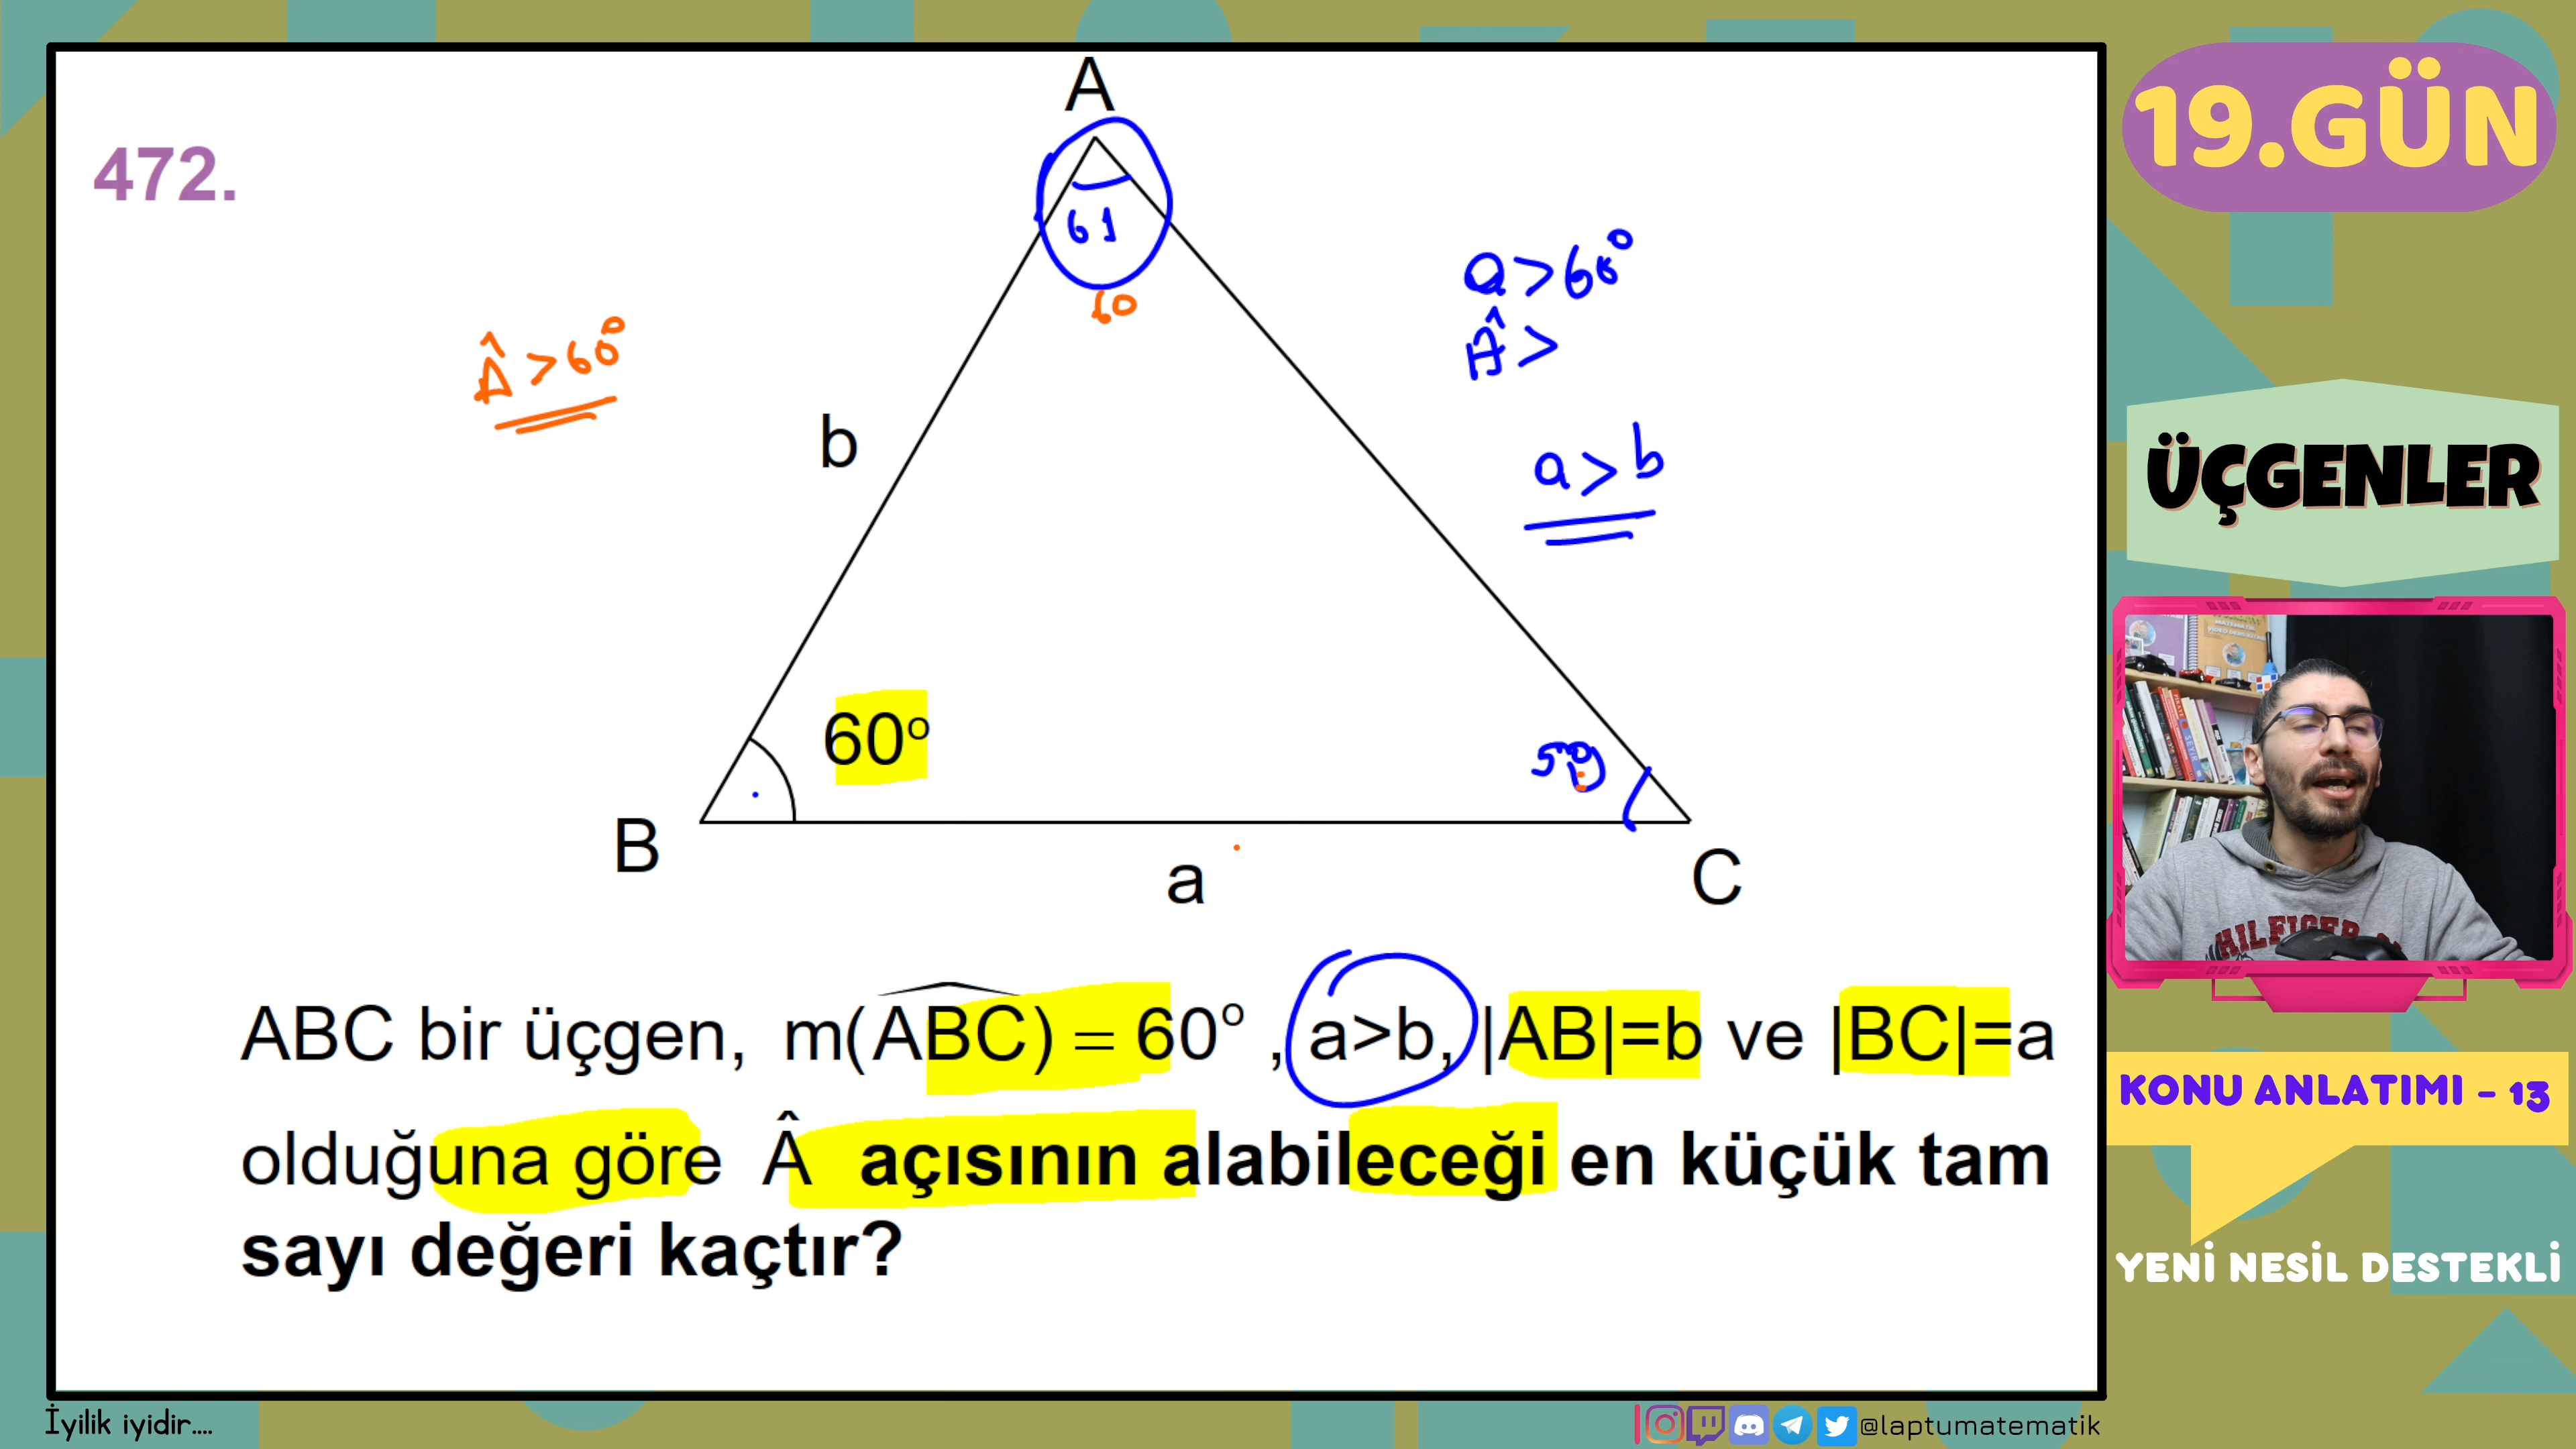 19.GÜN
472.
A
61
60
Â > 60°
a > 60°
Â >
a > b
b
60°
B
a
C
ÜÇGENLER
ABC bir üçgen, m(ABC) = 60° , a>b, |AB|=b ve |BC|=a
olduğuna göre Â açısının alabileceği en küçük tam
sayı değeri kaçtır?
KONU ANLATIMI - 13
YENİ NESİL DESTEKLİ
İyilik iyidir....
@laptumatematik